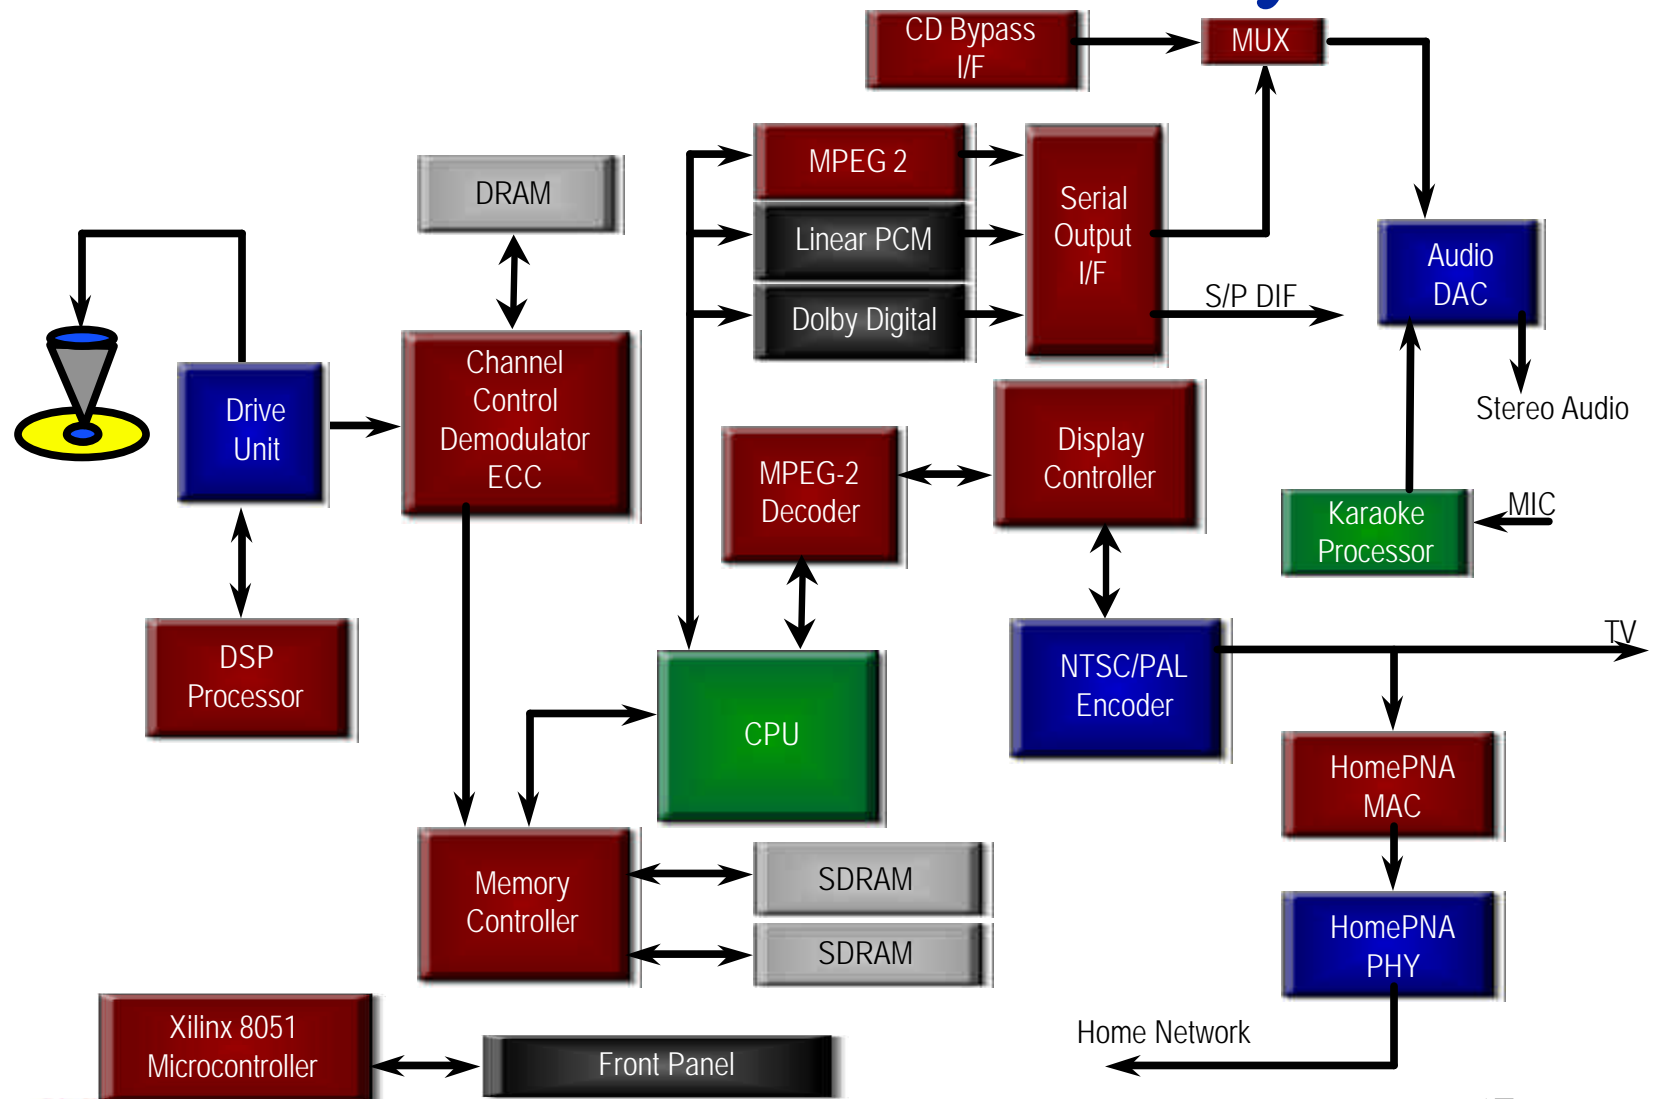 CD Bypass
I/F
MUX
MPEG 2
DRAM
Linear PCM
Serial
Output
I/F
Audio
DAC
S/P DIF
Dolby Digital
Channel
Control
Demodulator
ECC
Drive
Unit
Stereo Audio
MPEG-2
Decoder
Display
Controller
Karaoke
Processor
MIC
DSP
Processor
CPU
NTSC/PAL
Encoder
TV
HomePNA
MAC
Memory
Controller
SDRAM
SDRAM
HomePNA
PHY
Xilinx 8051
Microcontroller
Front Panel
Home Network